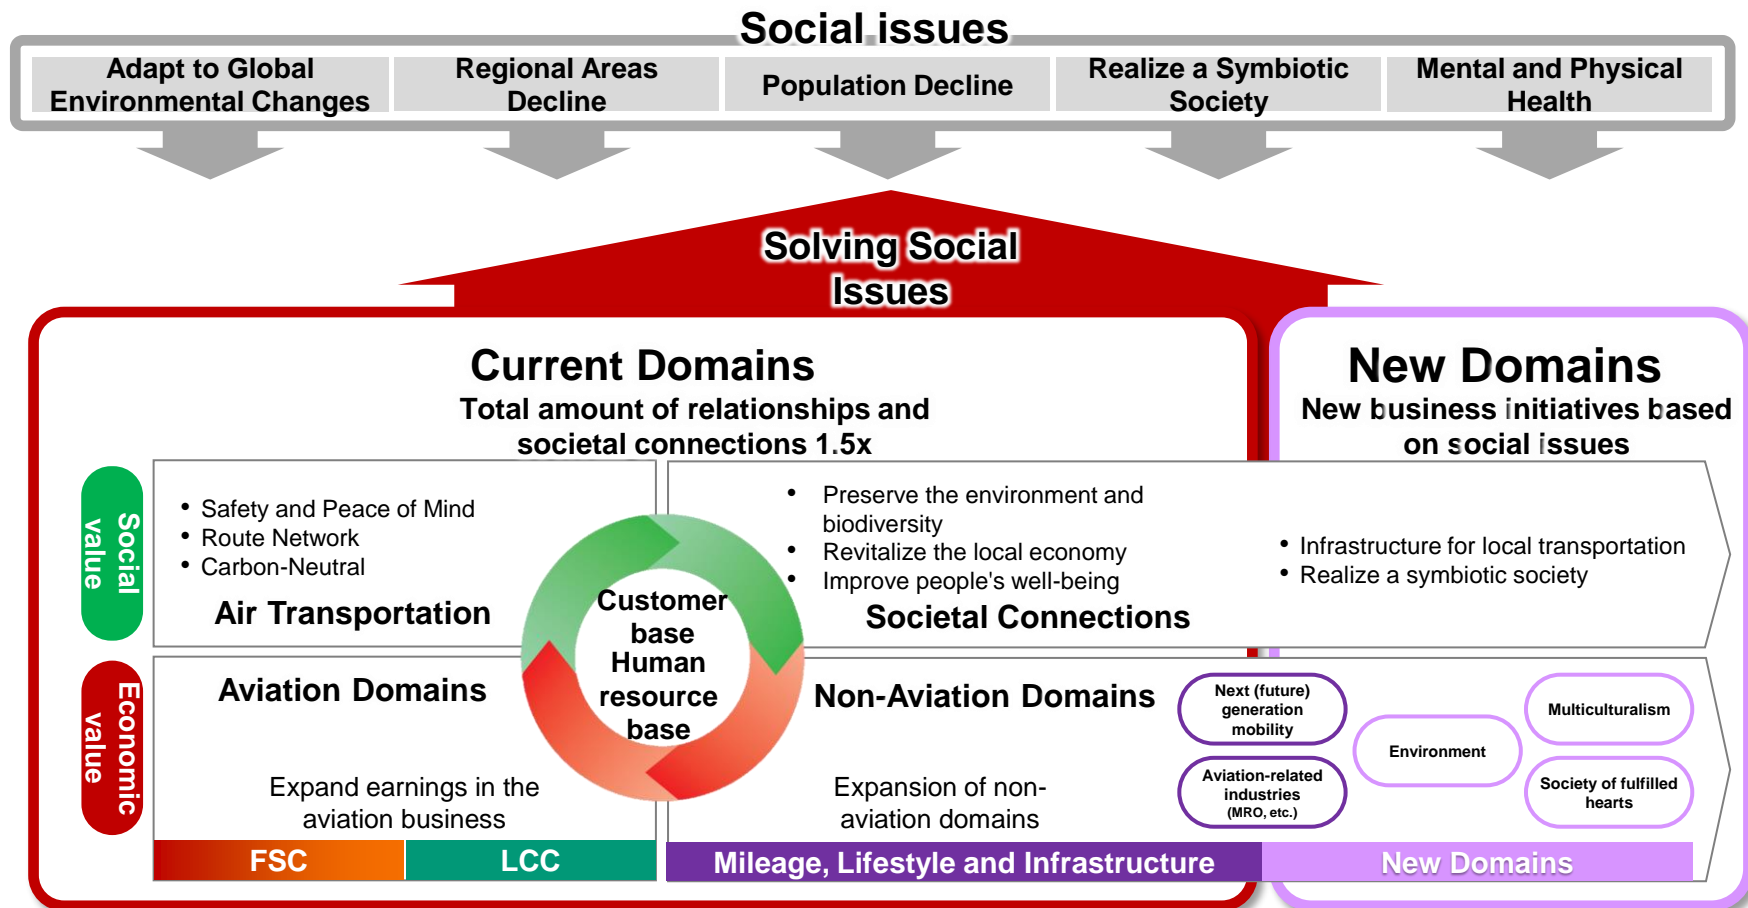 Social issues
Adapt to Global
Environmental Changes
Regional Areas
Decline
Population Decline
Realize a Symbiotic
Society
Mental and Physical
Health
Solving Social
Issues
Current Domains
Total amount of relationships and
societal connections 1.5x
New Domains
New business initiatives based
on social issues
Social
value
• Safety and Peace of Mind
• Route Network
• Carbon-Neutral
Air Transportation
Customer
base
Human
resource
base
• Preserve the environment and
biodiversity
• Revitalize the local economy
• Improve people's well-being
Societal Connections
• Infrastructure for local transportation
• Realize a symbiotic society
Economic
value
Aviation Domains
Expand earnings in the
aviation business
FSC
LCC
Non-Aviation Domains
Expansion of non-
aviation domains
Next (future)
generation
mobility
Aviation-related
industries
(MRO, etc.)
Environment
Multiculturalism
Society of fulfilled
hearts
Mileage, Lifestyle and Infrastructure
New Domains